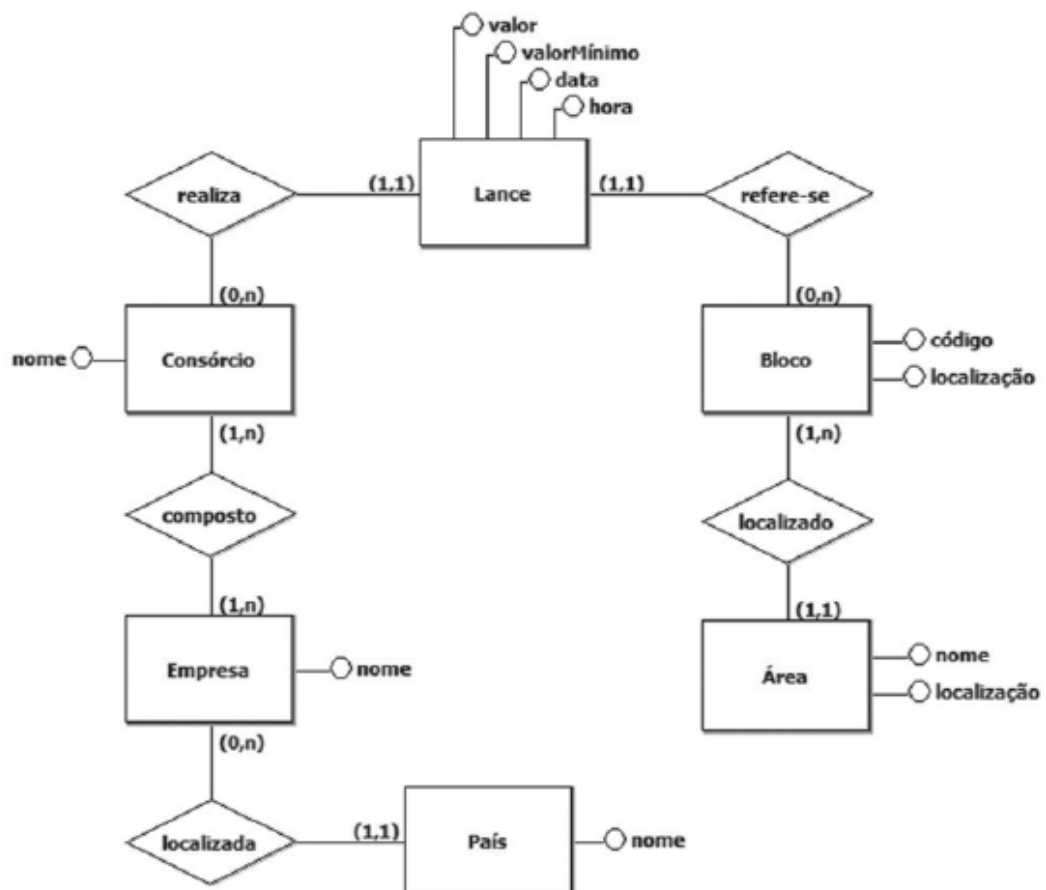 valor
valorMínimo
data
hora
realiza
(1,1)
Lance
(1,1)
refere-se
(0,n)
(0,n)
nome
Consórcio
Bloco
código
localização
(1,n)
(1,n)
composto
localizado
(1,n)
(1,1)
Empresa
nome
Área
nome
localização
(0,n)
localizada
(1,1)
País
nome